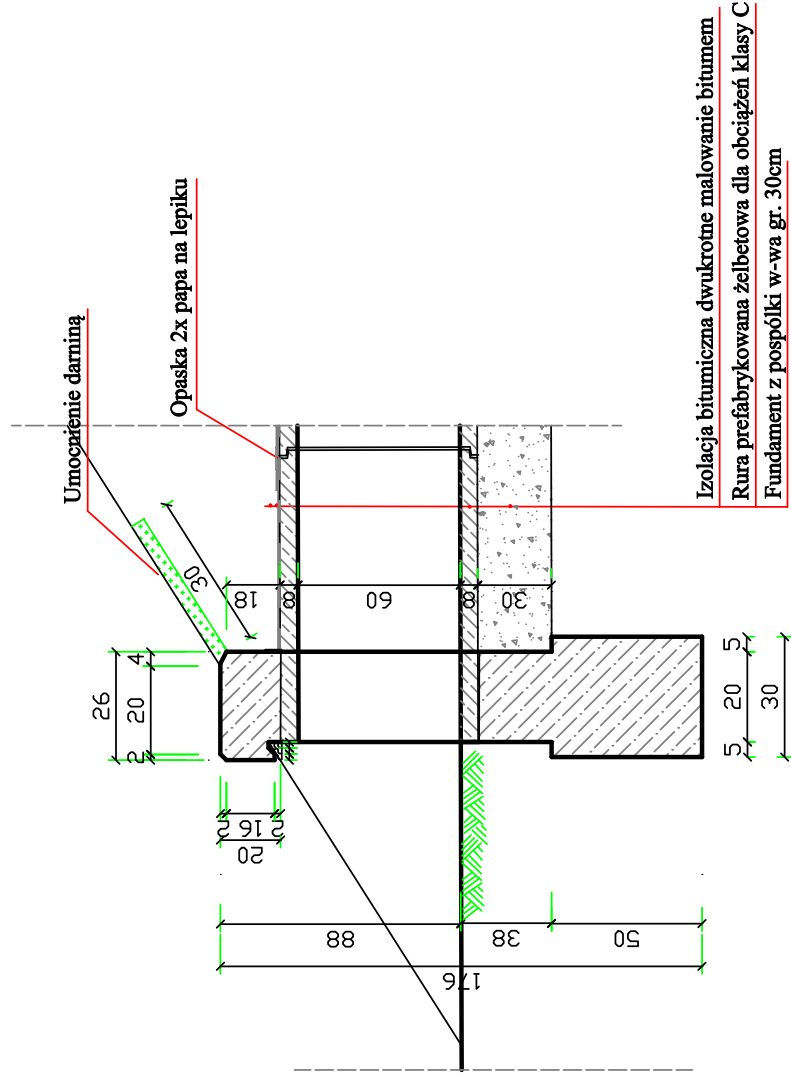 Umocnienie darniną
Opaska 2x papa na lepiku
Izolacja bitumiczna dwukrotne malowanie bitumem
Rura prefabrykowana żelbetowa dla obciążeń klasy C
Fundament z pospółki w-wa gr. 30cm
30
18
8
60
8
30
26
2 20 4
2 16 2
20
88
38
50
176
5 20 5
30